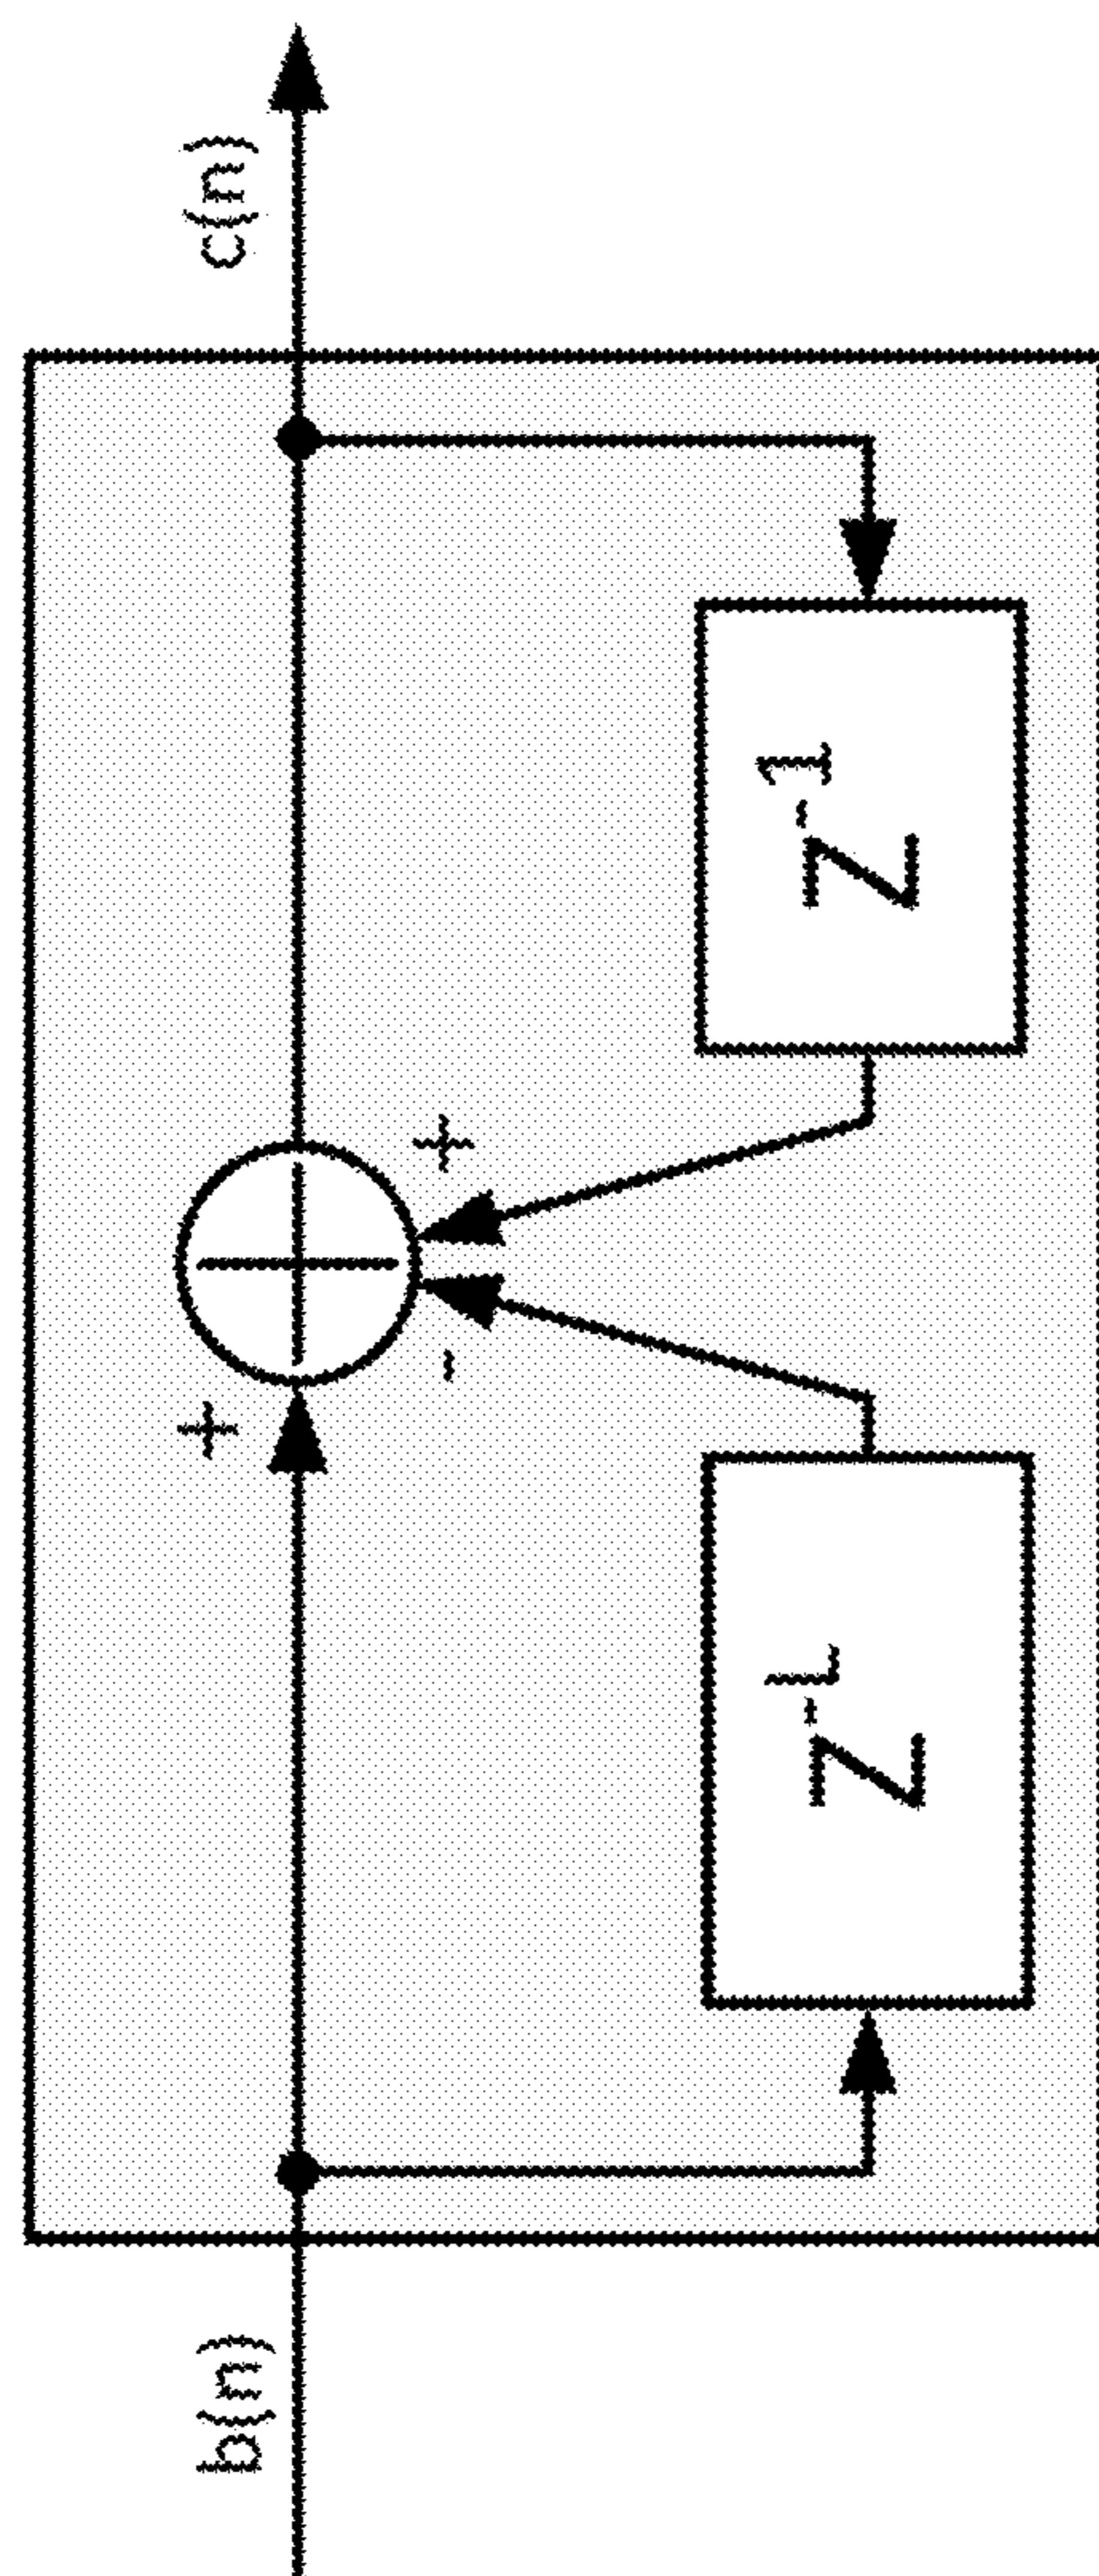 b(n)
+
-
+
c(n)
z⁻ᴸ
z⁻¹